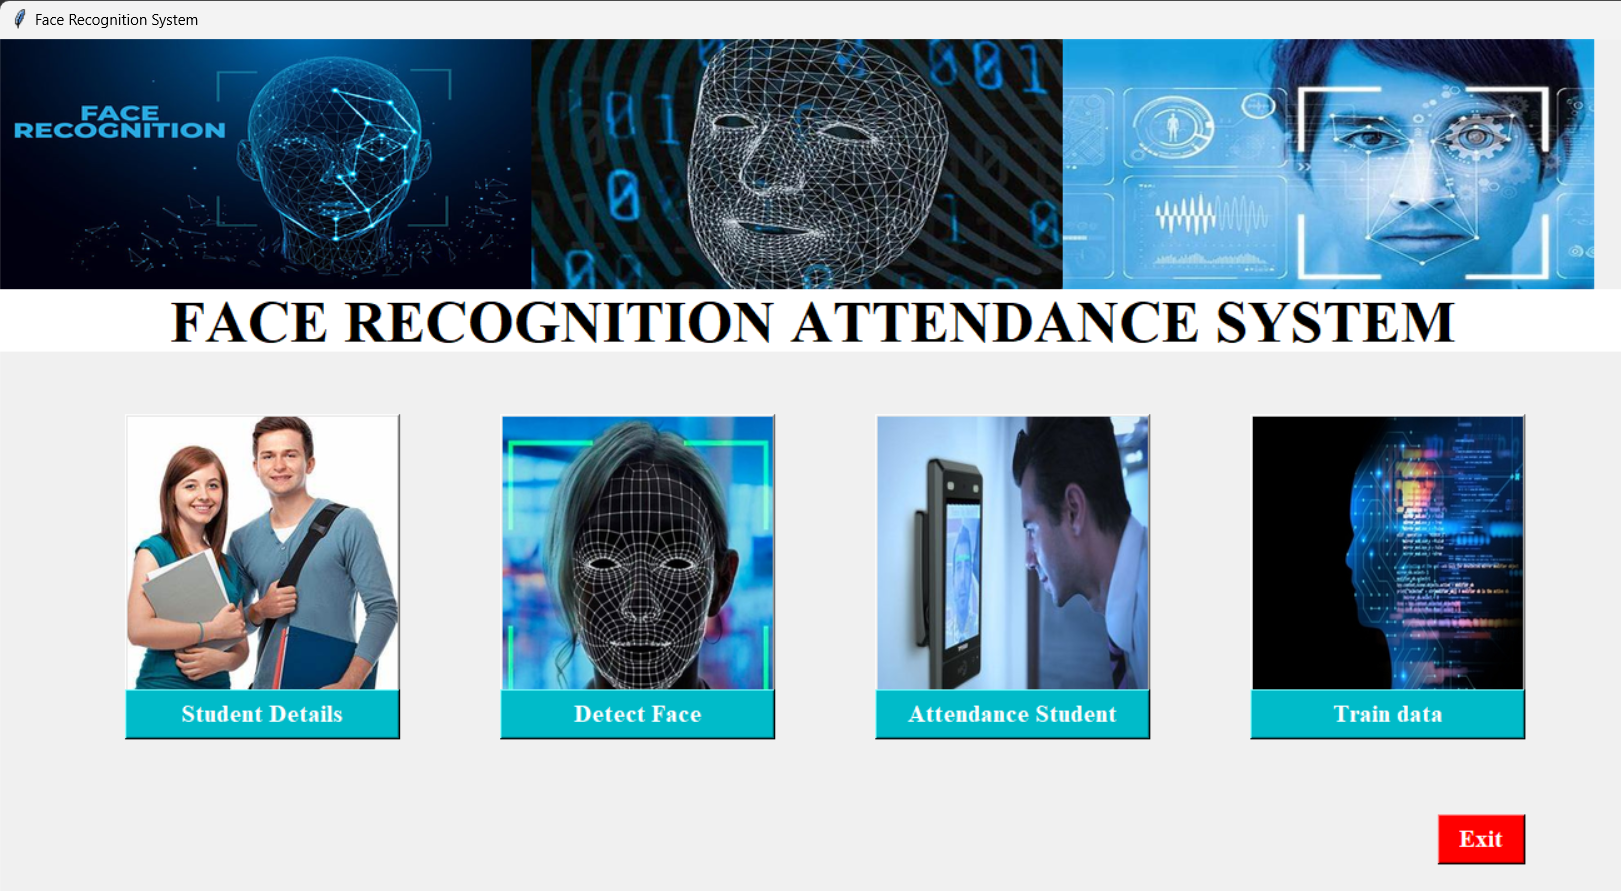 Face Recognition System
FACE
RECOGNITION
FACE RECOGNITION ATTENDANCE SYSTEM
Student Details
Detect Face
Attendance Student
Train data
Exit